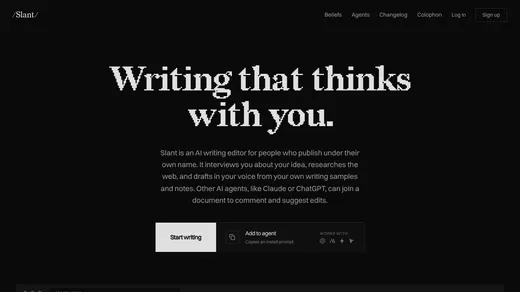 /Slant/
Beliefs Agents Changelog Colophon Log in Sign up
Writing that thinks
with you.
Slant is an AI writing editor for people who publish under their
own name. It interviews you about your idea, researches the
web, and drafts in your voice from your own writing samples
and notes. Other AI agents, like Claude or ChatGPT, can join a
document to comment and suggest edits.
Start writing
Add to agent
Copies an install prompt
WORKS WITH